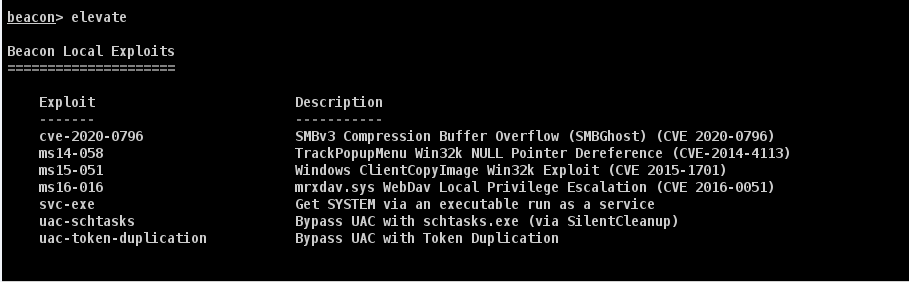 beacon> elevate
Beacon Local Exploits
=====================
Exploit Description
------- -----------
cve-2020-0796 SMBv3 Compression Buffer Overflow (SMBGhost) (CVE 2020-0796)
ms14-058 TrackPopupMenu Win32k NULL Pointer Dereference (CVE-2014-4113)
ms15-051 Windows ClientCopyImage Win32k Exploit (CVE 2015-1701)
ms16-016 mrxdav.sys WebDav Local Privilege Escalation (CVE 2016-0051)
svc-exe Get SYSTEM via an executable run as a service
uac-schtasks Bypass UAC with schtasks.exe (via SilentCleanup)
uac-token-duplication Bypass UAC with Token Duplication